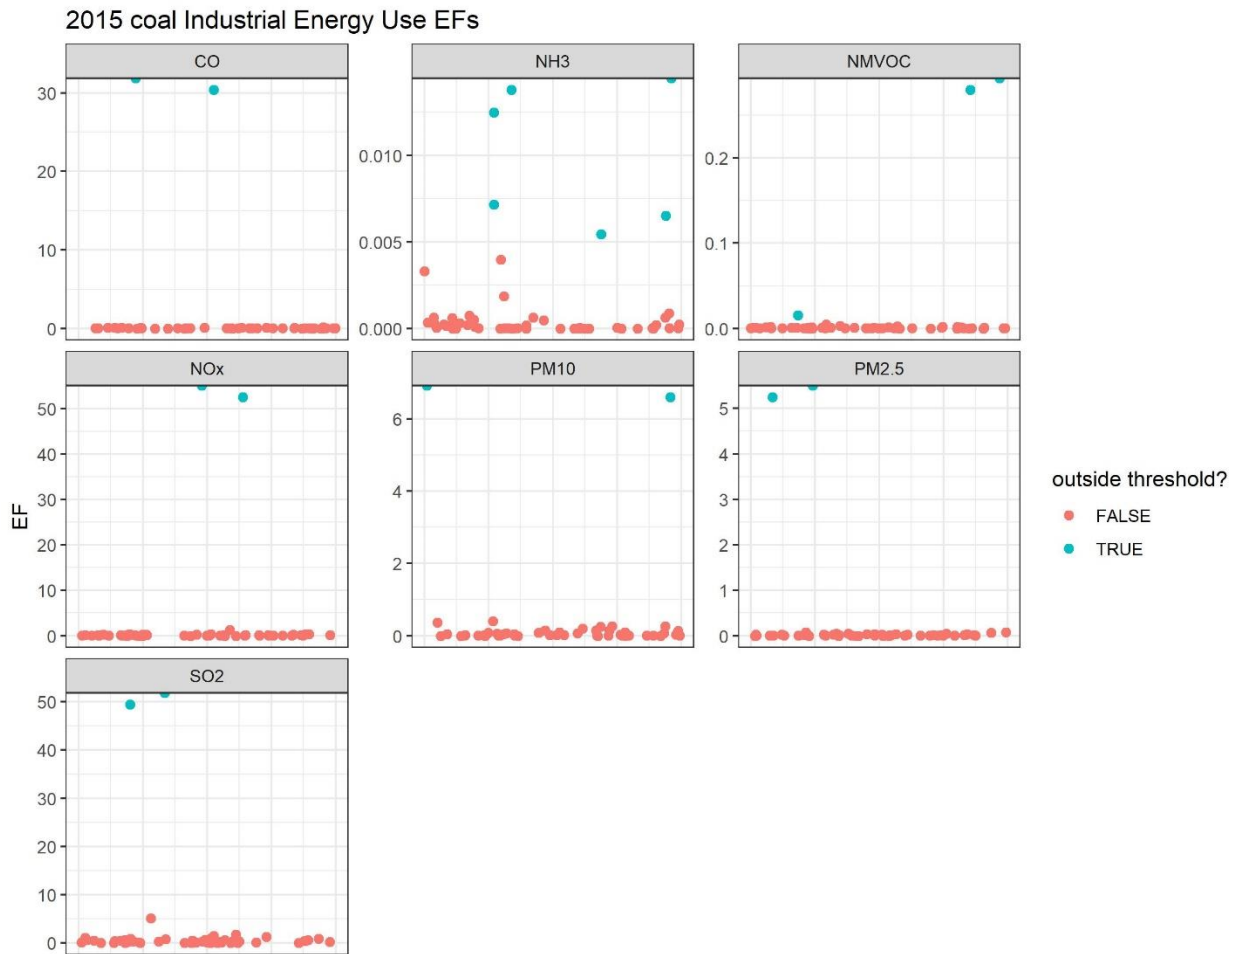 2015 coal Industrial Energy Use EFs
CO
NH3
NMVOC
30
20
10
0
0.010
0.005
0.000
0.2
0.1
0.0
NOx
PM10
PM2.5
50
40
30
20
10
0
6
4
2
0
5
4
3
2
1
0
SO2
50
40
30
20
10
0
EF
outside threshold?
FALSE
TRUE